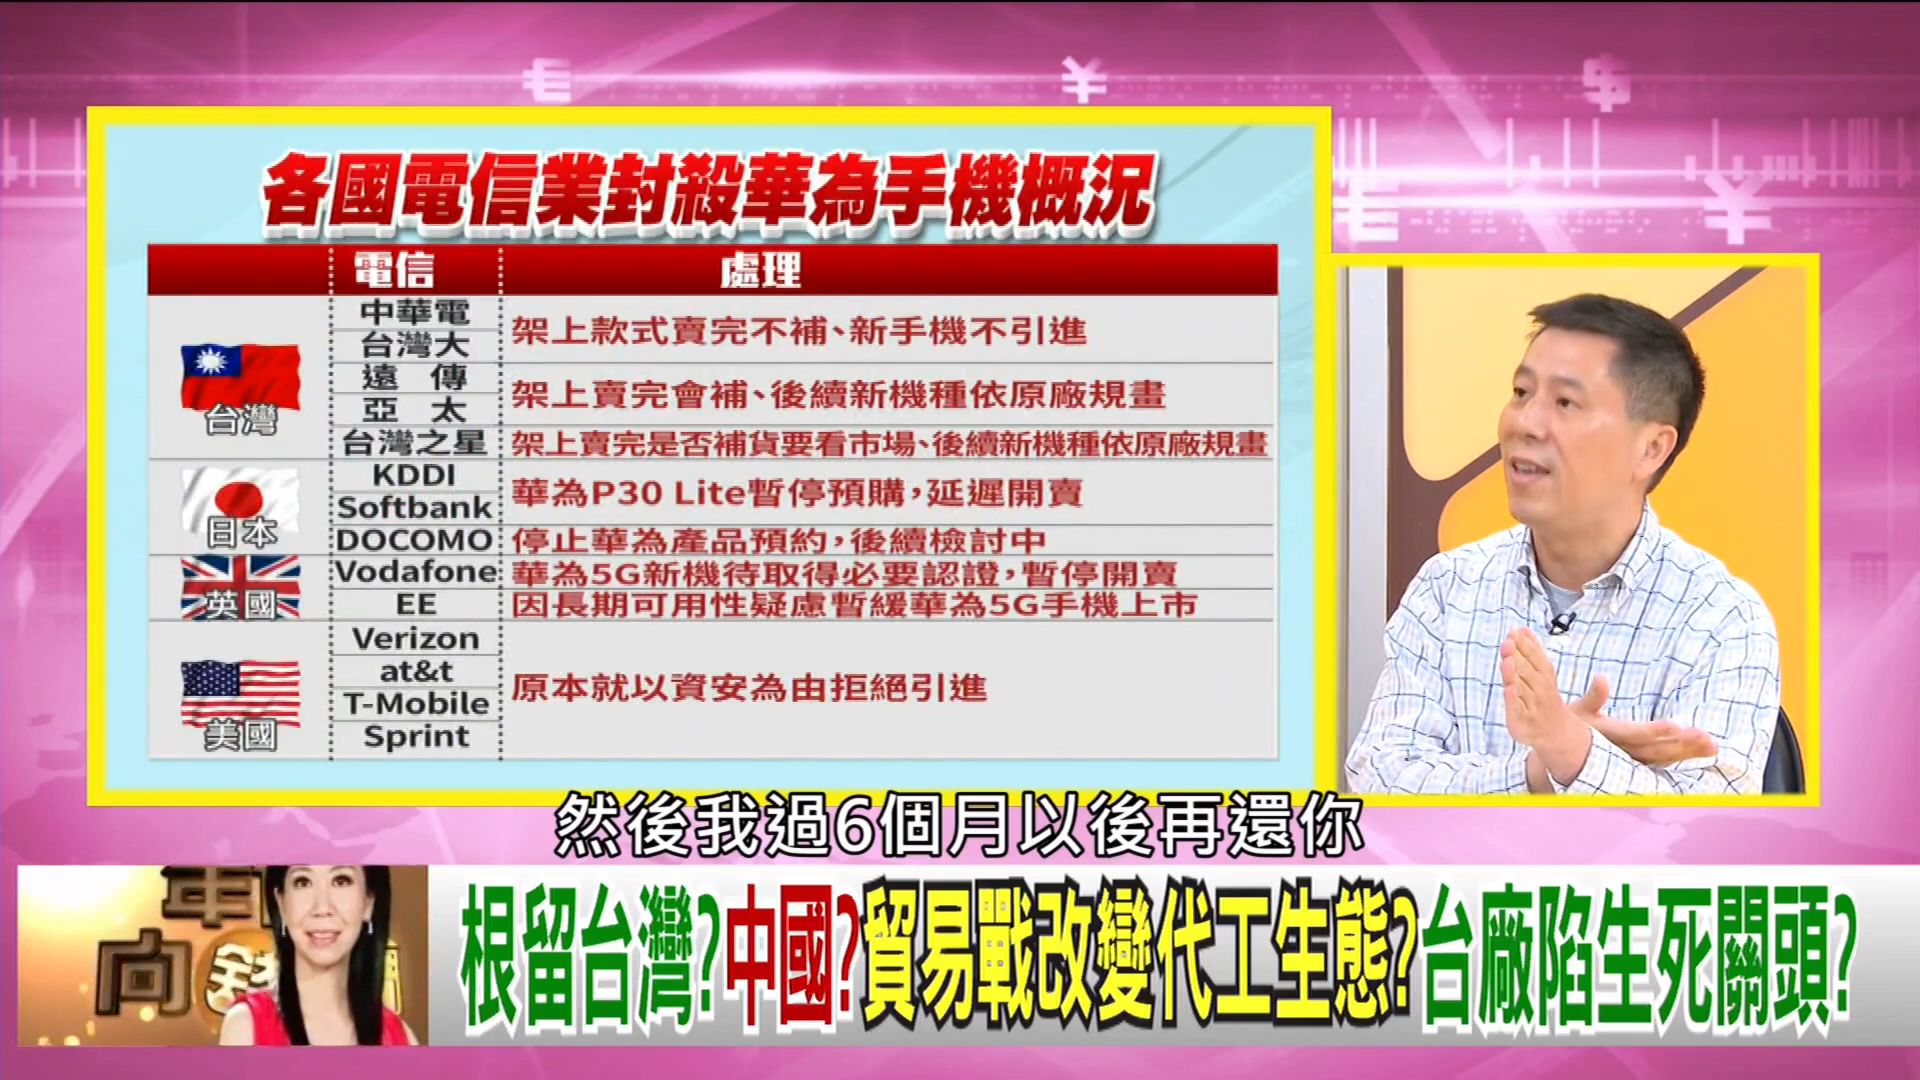 各國電信業封殺華為手機概況
電信 處理
台灣
中華電
台灣大
架上款式賣完不補、新手機不引進
遠 傳
亞 太
架上賣完會補、後續新機種依原廠規畫
台灣之星
架上賣完是否補貨要看市場、後續新機種依原廠規畫
日本
KDDI
Softbank
華為P30 Lite暫停預購,延遲開賣
DOCOMO
停止華為產品預約,後續檢討中
英國
Vodafone
華為5G新機待取得必要認證,暫停開賣
EE
因長期可用性疑慮暫緩華為5G手機上市
美國
Verizon
at&t
T-Mobile
Sprint
原本就以資安為由拒絕引進
然後我過6個月以後再還你
向
根留台灣?中國?貿易戰改變代工生態?台廠陷生死關頭?